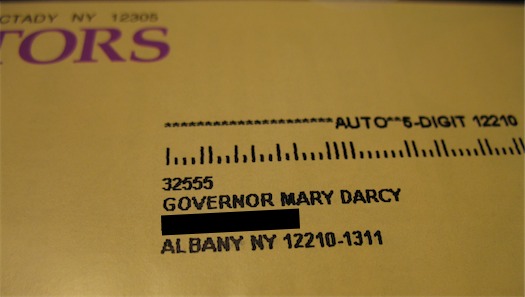 CTADY NY 12305
TORS
*********************AUTO**5-DIGIT 12210
32555
GOVERNOR MARY DARCY
ALBANY NY 12210-1311